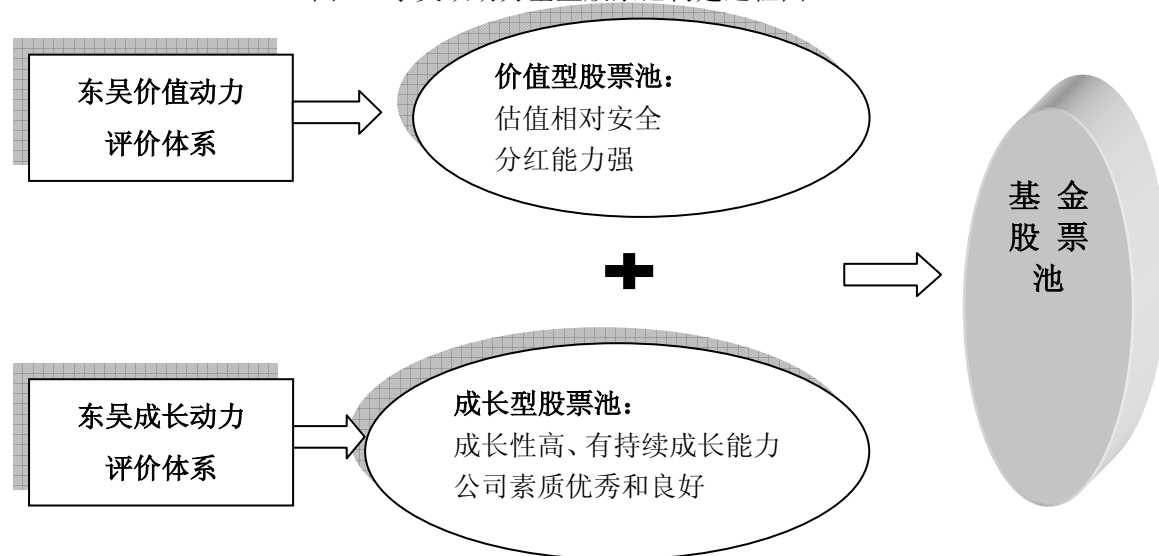 东吴价值动力
评价体系
价值型股票池：
估值相对安全
分红能力强
基 金
股 票
池
东吴成长动力
评价体系
成长型股票池：
成长性高、有持续成长能力
公司素质优秀和良好